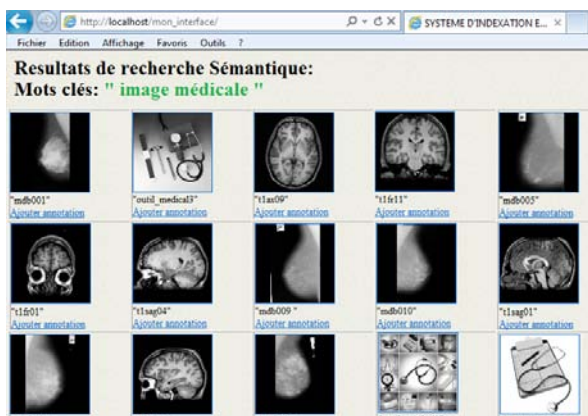 http://localhost/mon_interface/
SYSTEME D'INDEXATION E...
Fichier Edition Affichage Favoris Outils ?
Resultats de recherche Sémantique:
Mots clés: " image médicale "
"mdb001" "outil_medical3" "t1ax09" "t1fr11" "mdb005"
Ajouter annotation Ajouter annotation Ajouter annotation Ajouter annotation Ajouter annotation
"t1fr01" "t1sag04" "mdb009 " "mdb010" "t1sag01"
Ajouter annotation Ajouter annotation Ajouter annotation Ajouter annotation Ajouter annotation